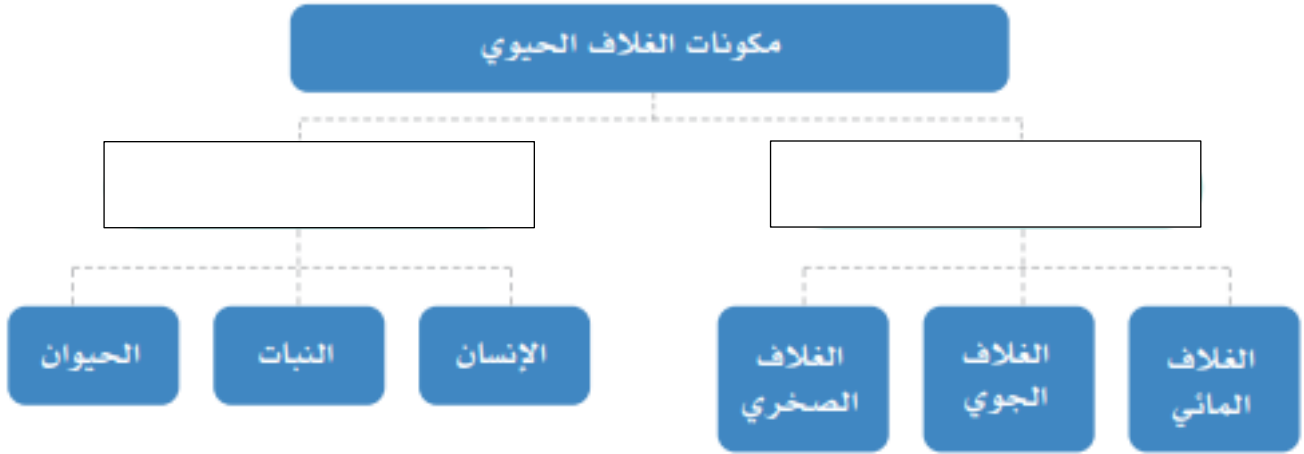 مكونات الغلاف الحيوي
الغلاف
المائي
الغلاف
الجوي
الغلاف
الصخري
الإنسان
النبات
الحيوان